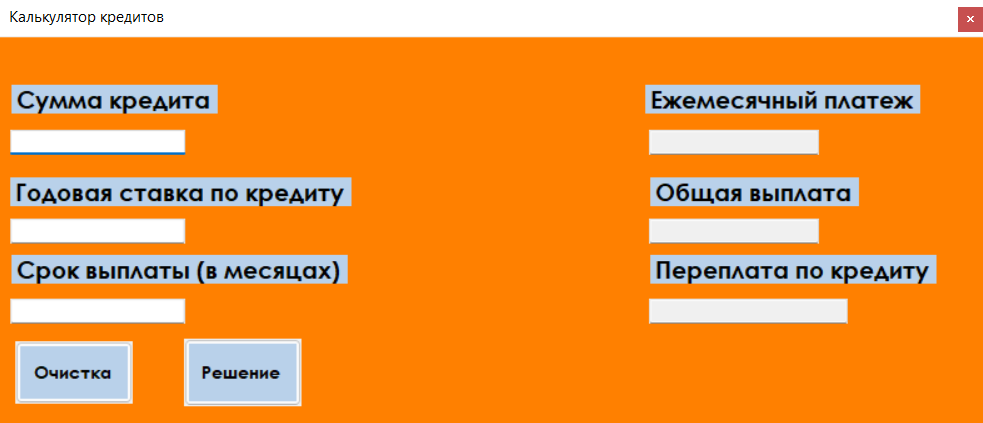 Калькулятор кредитов
Сумма кредита
Ежемесячный платеж
Годовая ставка по кредиту
Общая выплата
Срок выплаты (в месяцах)
Переплата по кредиту
Очистка
Решение